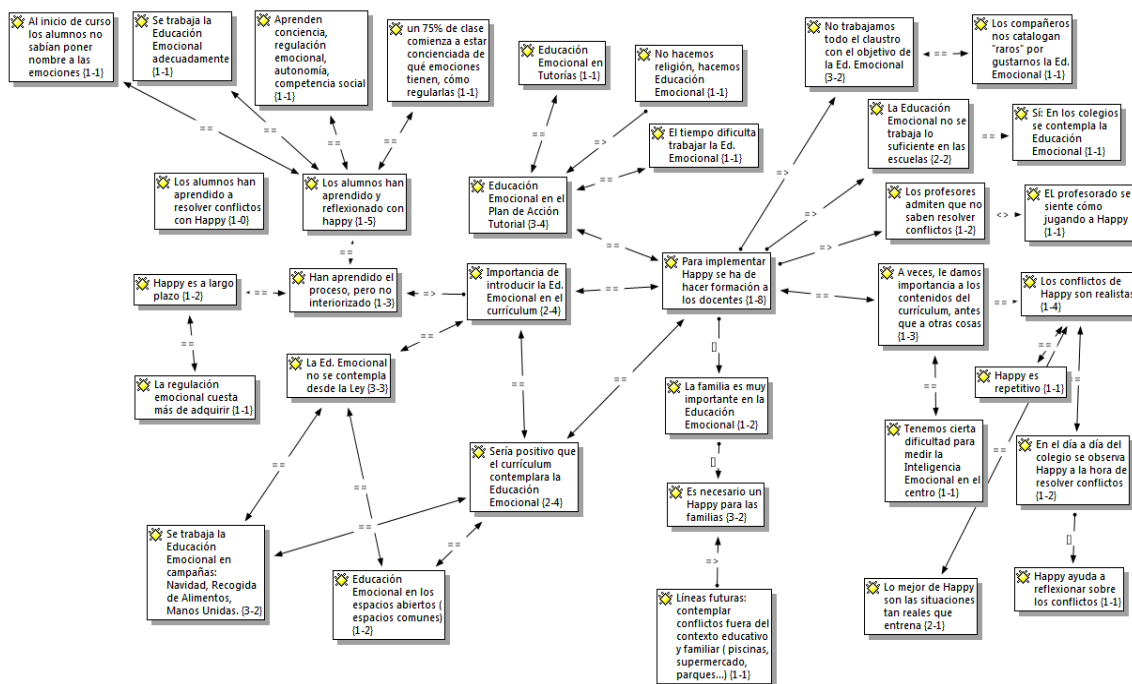 Al inicio de curso
los alumnos no
sabían poner
nombre a las
emociones {1-1}
Se trabaja la
Educación
Emocional
adecuadamente
{1-1}
Aprenden
conciencia,
regulación
emocional,
autonomía,
competencia social
{1-1}
un 75% de clase
comienza a estar
concienciada de
qué emociones
tienen, cómo
regularlas {1-1}
Educación
Emocional en
Tutorías {1-1}
No hacemos
religión, hacemos
Educación
Emocional {1-1}
No trabajamos
todo el claustro
con el objetivo de
la Ed. Emocional
{3-2}
==
Los compañeros
nos catalogan
"raros" por
gustarnos la Ed.
Emocional {1-1}
==
==
==
==
==
=>
El tiempo dificulta
trabajar la Ed.
Emocional {1-1}
==
La Educación
Emocional no se
trabaja lo
suficiente en las
escuelas {2-2}
==
Sí: En los colegios
se contempla la
Educación
Emocional {1-1}
Los alumnos han
aprendido a
resolver conflictos
con Happy {1-0}
Los alumnos han
aprendido y
reflexionado con
happy {1-5}
Educación
Emocional en el
Plan de Acción
Tutorial {3-4}
=>
=>
Los profesores
admiten que no
saben resolver
conflictos {1-2}
<>
EL profesorado se
siente cómo
jugando a Happy
{1-1}
==
==
=>
Happy es a largo
plazo {1-2}
==
Han aprendido el
proceso, pero no
interiorizado {1-3}
=>
Importancia de
introducir la Ed.
Emocional en el
currículum {2-4}
==
Para implementar
Happy se ha de
hacer formación a
los docentes {1-8}
==
A veces, le damos
importancia a los
contenidos del
currículum, antes
que a otras cosas
{1-3}
==
Los conflictos de
Happy son realistas
{1-4}
==
==
La regulación
emocional cuesta
más de adquirir {1-1}
La Ed. Emocional
no se contempla
desde la Ley {3-3}
==
==
[]
La familia es muy
importante en la
Educación
Emocional {1-2}
==
==
==
Happy es
repetitivo {1-1}
==
==
==
Sería positivo que
el currículum
contemplara la
Educación
Emocional {2-4}
[]
Es necesario un
Happy para las
familias {3-2}
Tenemos cierta
dificultad para
medir la
Inteligencia
Emocional en el
centro {1-1}
==
En el día a día del
colegio se observa
Happy a la hora de
resolver conflictos
{1-2}
Se trabaja la
Educación
Emocional en
campañas:
Navidad, Recogida
de Alimentos,
Manos Unidas. {3-2}
==
==
Educación
Emocional en los
espacios abiertos (
espacios comunes)
{1-2}
=>
Líneas futuras:
contemplar
conflictos fuera del
contexto educativo
y familiar ( piscinas,
supermercado,
parques...) {1-1}
Lo mejor de Happy
son las situaciones
tan reales que
entrena {2-1}
[]
Happy ayuda a
reflexionar sobre
los conflictos {1-1}